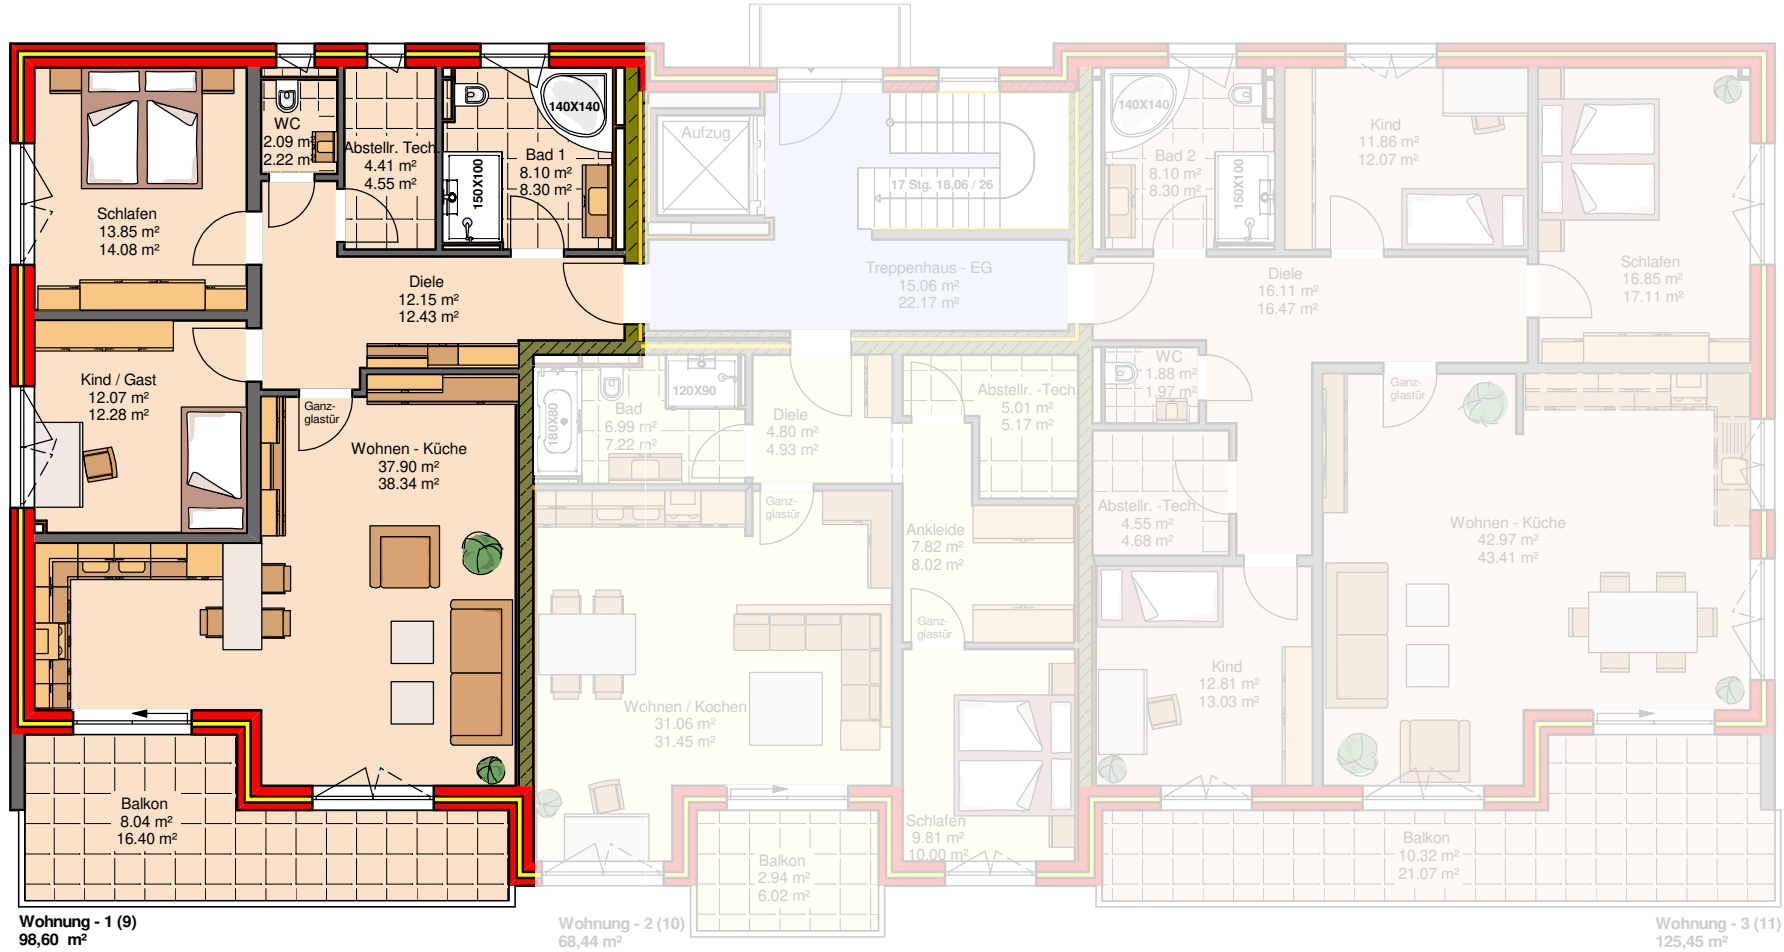 WC
2.09 m²
2.22 m²
Abstellr. Tech.
4.41 m²
4.55 m²
140X140
150X100
Bad 1
8.10 m²
8.30 m²
Schlafen
13.85 m²
14.08 m²
Diele
12.15 m²
12.43 m²
Kind / Gast
12.07 m²
12.28 m²
Ganz-
glastür
Wohnen - Küche
37.90 m²
38.34 m²
Balkon
8.04 m²
16.40 m²
Wohnung - 1 (9)
98,60 m²
Aufzug
17 Stg. 18.06 / 26
Treppenhaus - EG
15.06 m²
22.17 m²
180X80
Bad
6.99 m²
7.22 m²
120X90
Diele
4.80 m²
4.93 m²
Abstellr. -Tech
5.01 m²
5.17 m²
Ganz-
glastür
Ankleide
7.82 m²
8.02 m²
Ganz-
glastür
Wohnen / Kochen
31.06 m²
31.45 m²
Schlafen
9.81 m²
10.00 m²
Balkon
2.94 m²
6.02 m²
Wohnung - 2 (10)
68,44 m²
140X140
Bad 2
8.10 m²
8.30 m²
150X100
Kind
11.86 m²
12.07 m²
Schlafen
16.85 m²
17.11 m²
Diele
16.11 m²
16.47 m²
WC
1.88 m²
1.97 m²
Ganz-
glastür
Abstellr. -Tech.
4.55 m²
4.68 m²
Wohnen - Küche
42.97 m²
43.41 m²
Kind
12.81 m²
13.03 m²
Balkon
10.32 m²
21.07 m²
Wohnung - 3 (11)
125,45 m²